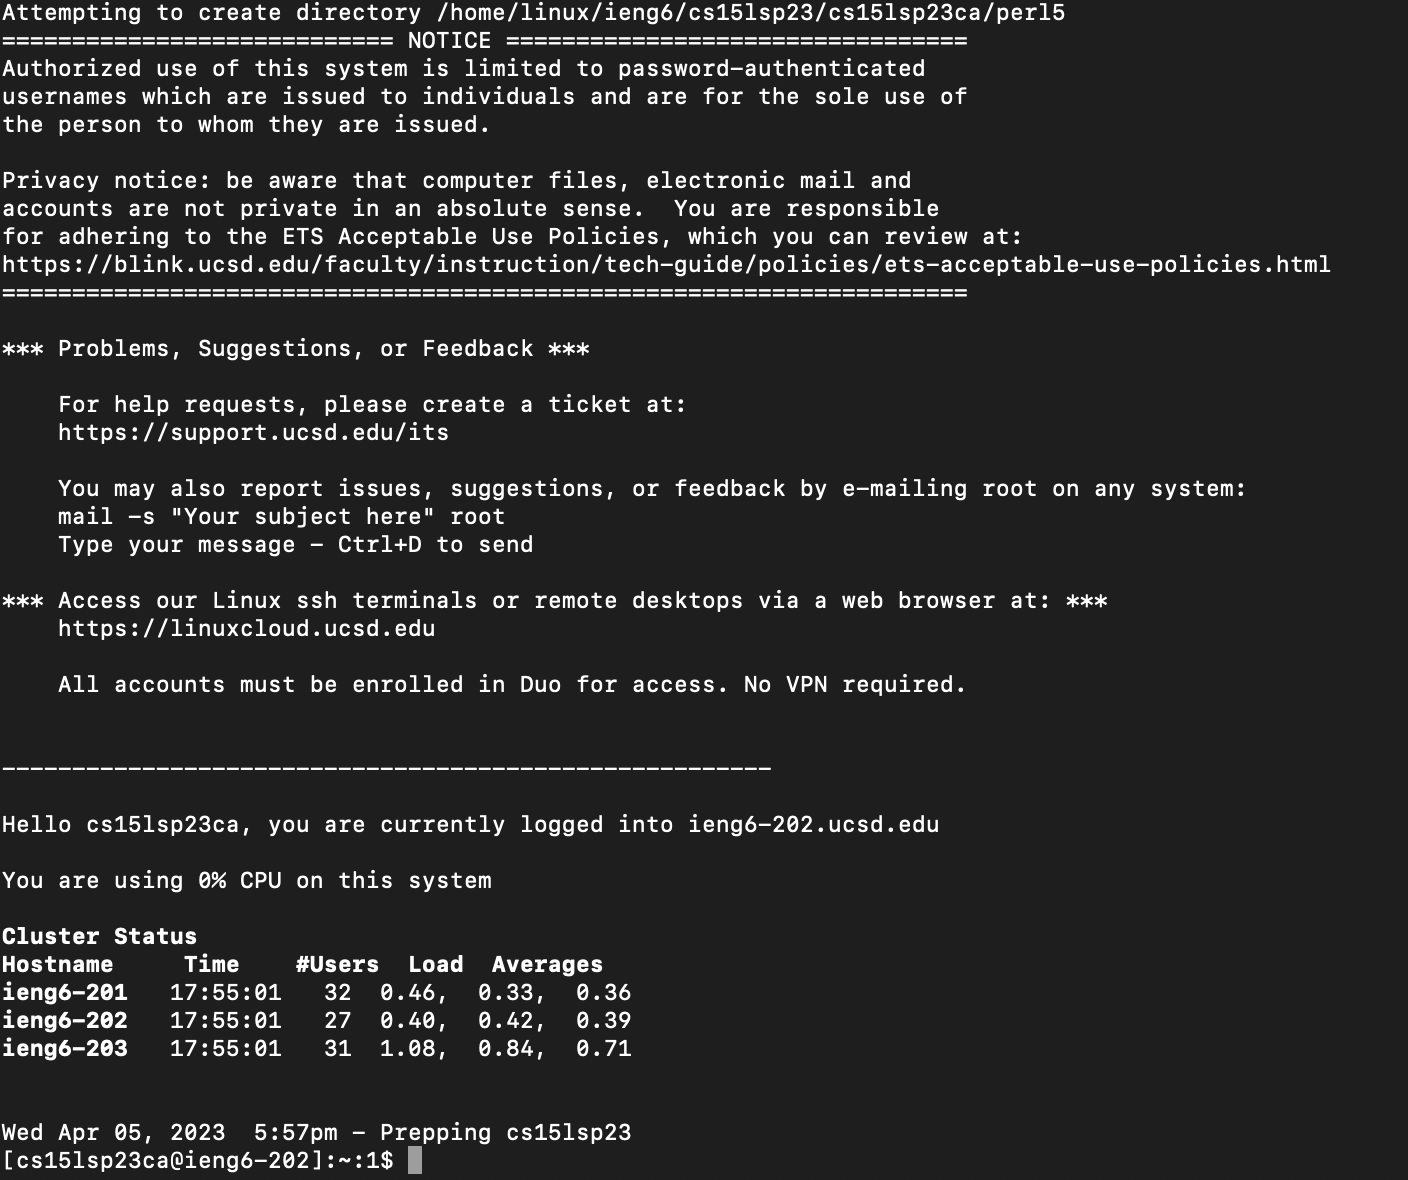 Attempting to create directory /home/linux/ieng6/cs15lsp23/cs15lsp23ca/perl5
============================ NOTICE =================================
Authorized use of this system is limited to password-authenticated
usernames which are issued to individuals and are for the sole use of
the person to whom they are issued.

Privacy notice: be aware that computer files, electronic mail and
accounts are not private in an absolute sense.  You are responsible
for adhering to the ETS Acceptable Use Policies, which you can review at:
https://blink.ucsd.edu/faculty/instruction/tech-guide/policies/ets-acceptable-use-policies.html
=====================================================================

*** Problems, Suggestions, or Feedback ***

    For help requests, please create a ticket at:
    https://support.ucsd.edu/its

    You may also report issues, suggestions, or feedback by e-mailing root on any system:
    mail -s "Your subject here" root
    Type your message - Ctrl+D to send

*** Access our Linux ssh terminals or remote desktops via a web browser at: ***
    https://linuxcloud.ucsd.edu

    All accounts must be enrolled in Duo for access. No VPN required.


-------------------------------------------------------

Hello cs15lsp23ca, you are currently logged into ieng6-202.ucsd.edu

You are using 0% CPU on this system

Cluster Status
Hostname     Time    #Users  Load  Averages
ieng6-201   17:55:01   32  0.46,  0.33,  0.36
ieng6-202   17:55:01   27  0.40,  0.42,  0.39
ieng6-203   17:55:01   31  1.08,  0.84,  0.71


Wed Apr 05, 2023  5:57pm - Prepping cs15lsp23
[cs15lsp23ca@ieng6-202]:~:1$